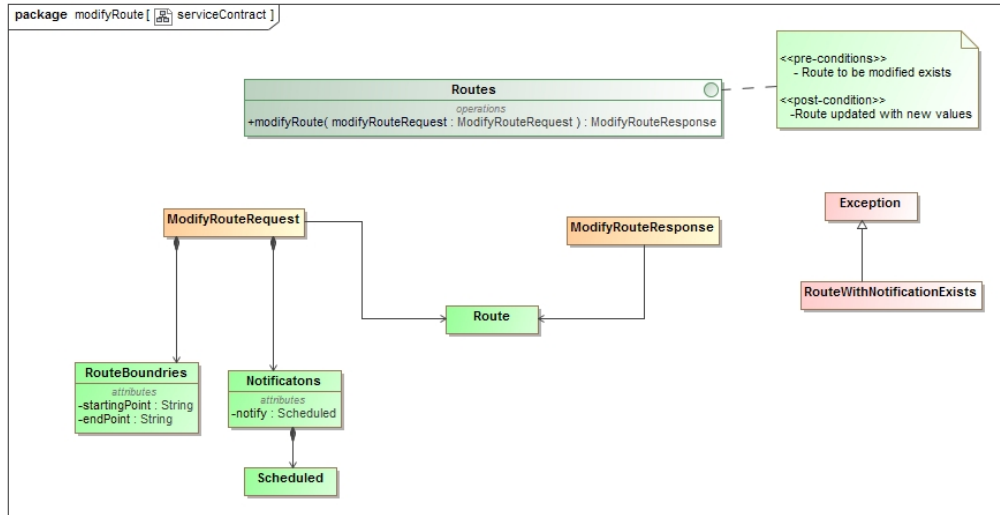 package modifyRoute [ serviceContract ]
<<pre-conditions>>
- Route to be modified exists
<<post-condition>>
-Route updated with new values
Routes
operations
+modifyRoute( modifyRouteRequest : ModifyRouteRequest ) : ModifyRouteResponse
ModifyRouteRequest
ModifyRouteResponse
Exception
RouteWithNotificationExists
Route
RouteBoundries
attributes
-startingPoint : String
-endPoint : String
Notificatons
attributes
-notify : Scheduled
Scheduled